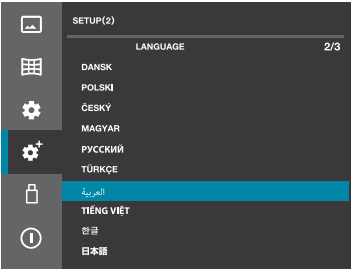 SETUP(2)
LANGUAGE 2/3
DANSK
POLSKI
ČESKÝ
MAGYAR
РУССКИЙ
TÜRKÇE
العربية
TIẾNG VIỆT
한글
日本語